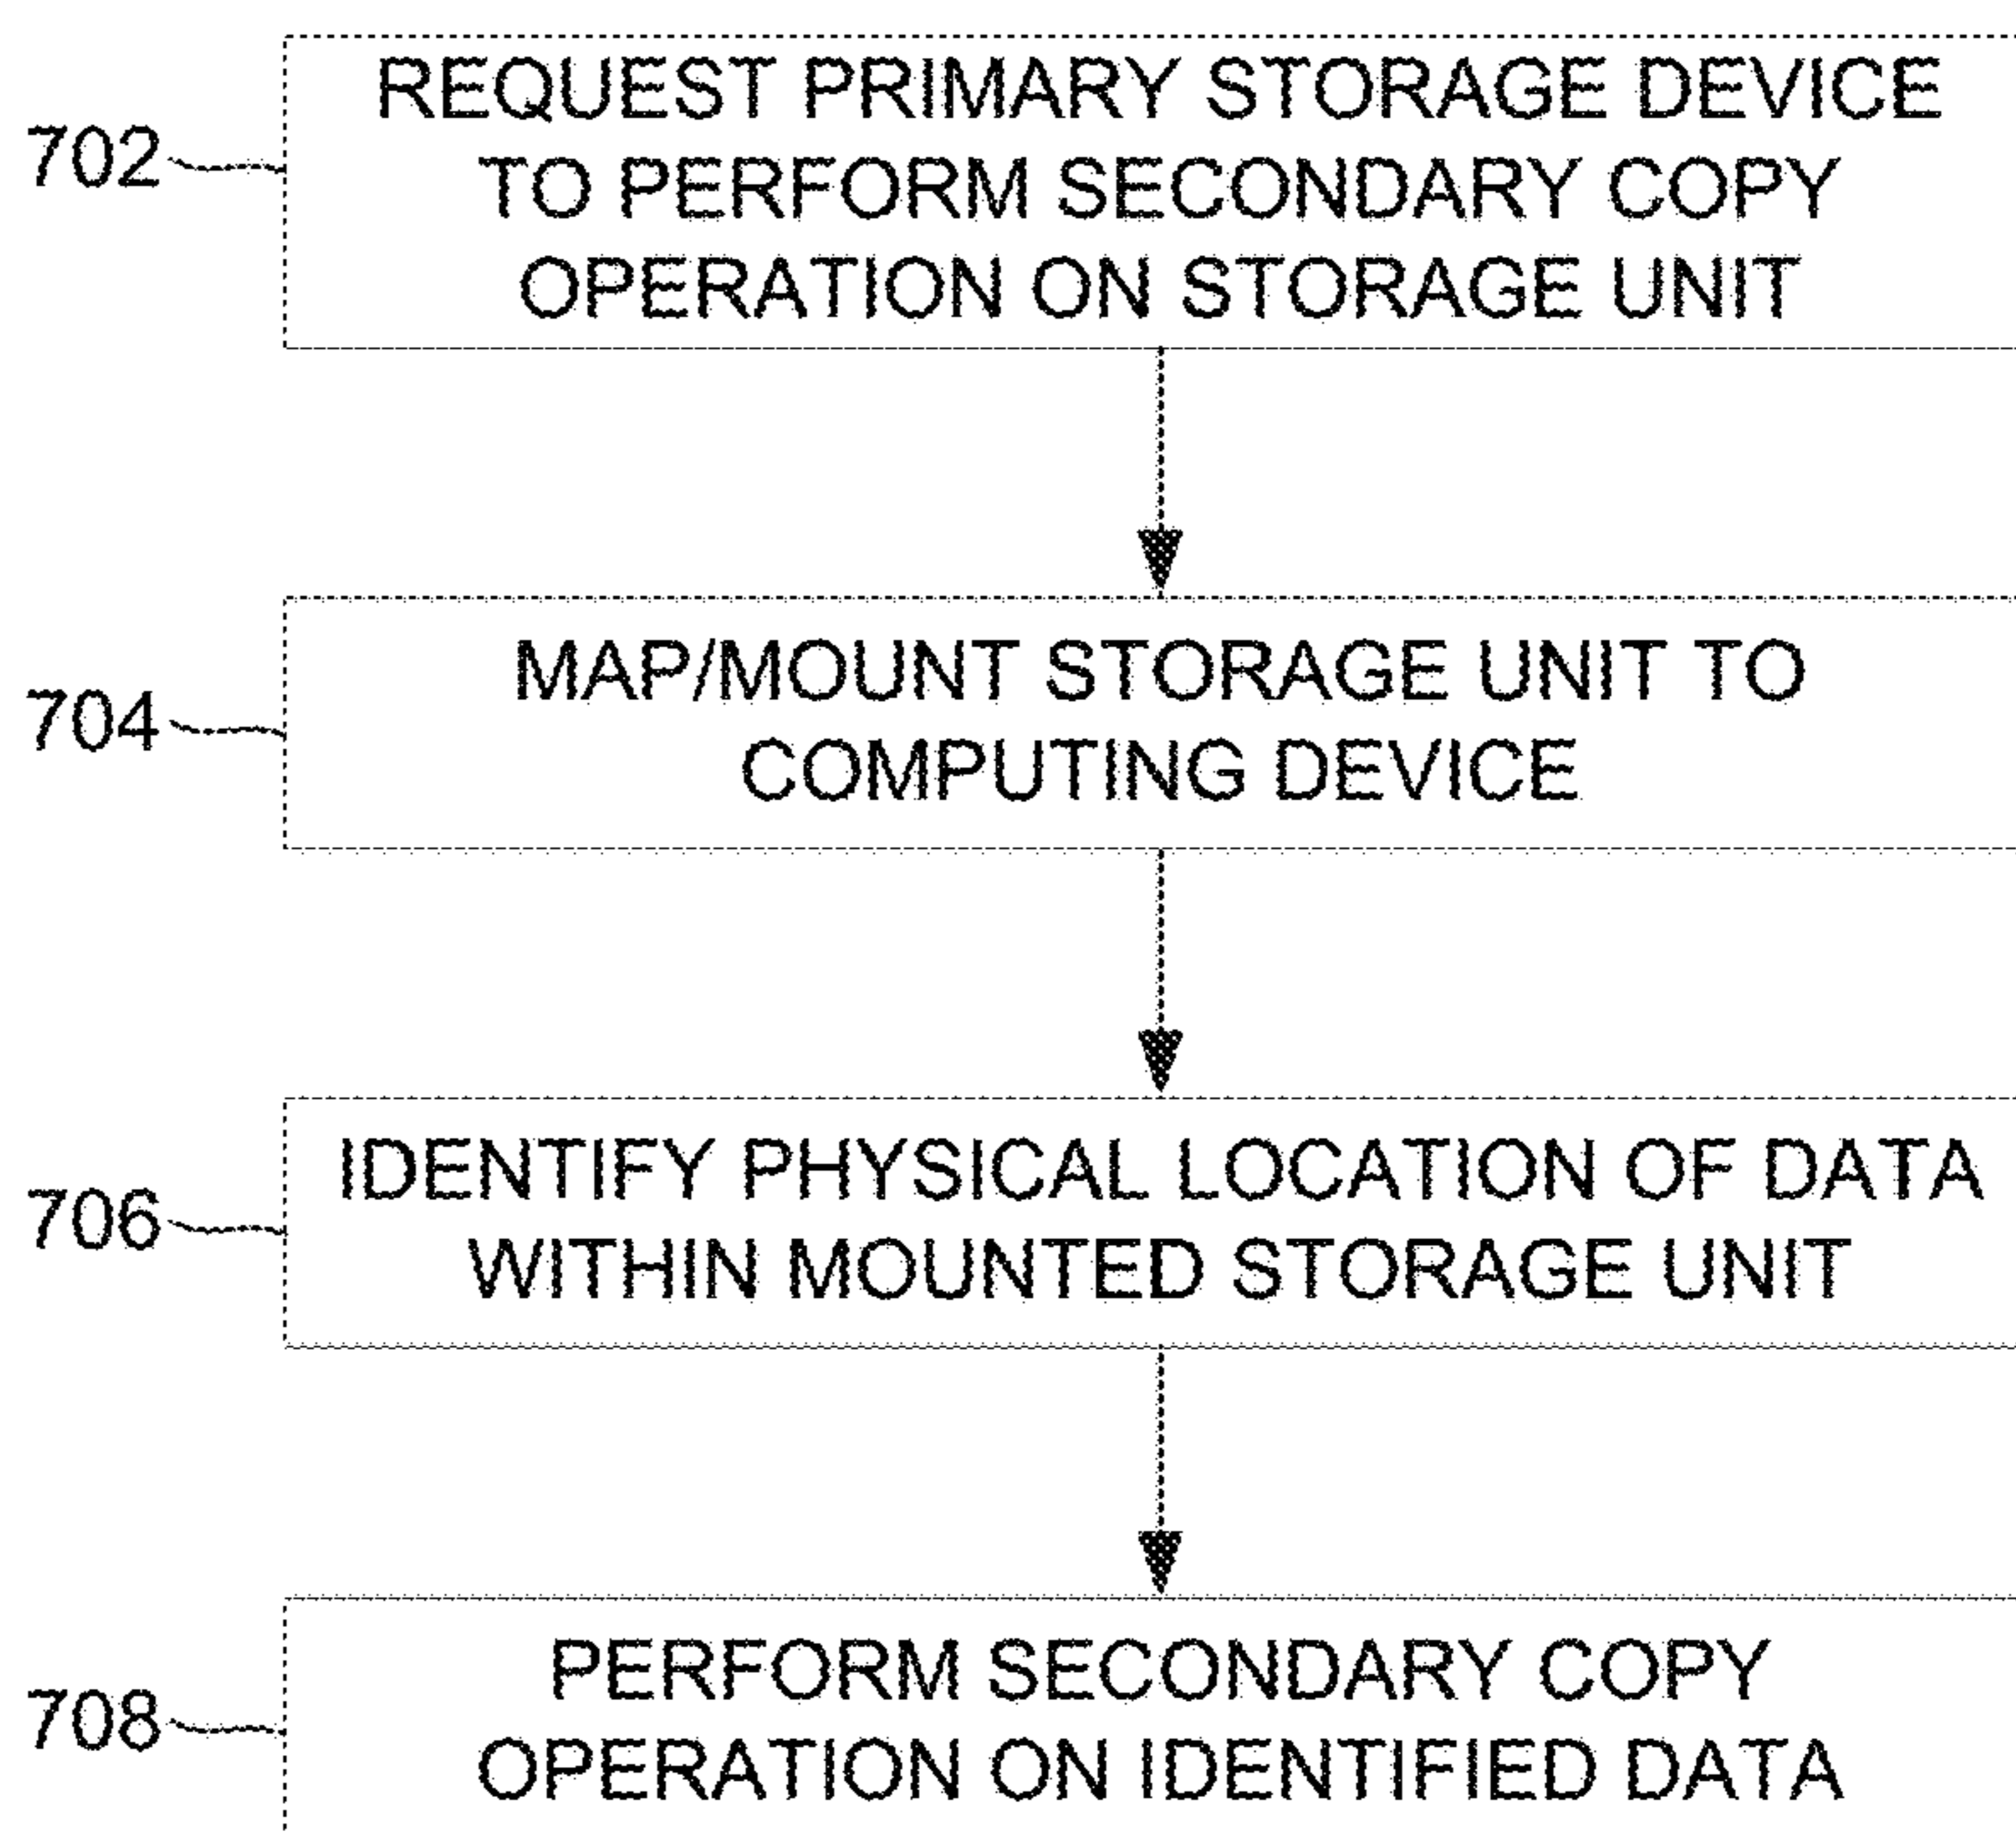 REQUEST PRIMARY STORAGE DEVICE
702
TO PERFORM SECONDARY COPY
OPERATION ON STORAGE UNIT
MAP/MOUNT STORAGE UNIT TO
704
COMPUTING DEVICE
IDENTIFY PHYSICAL LOCATION OF DATA
706
WITHIN MOUNTED STORAGE UNIT
PERFORM SECONDARY COPY
708
OPERATION ON IDENTIFIED DATA